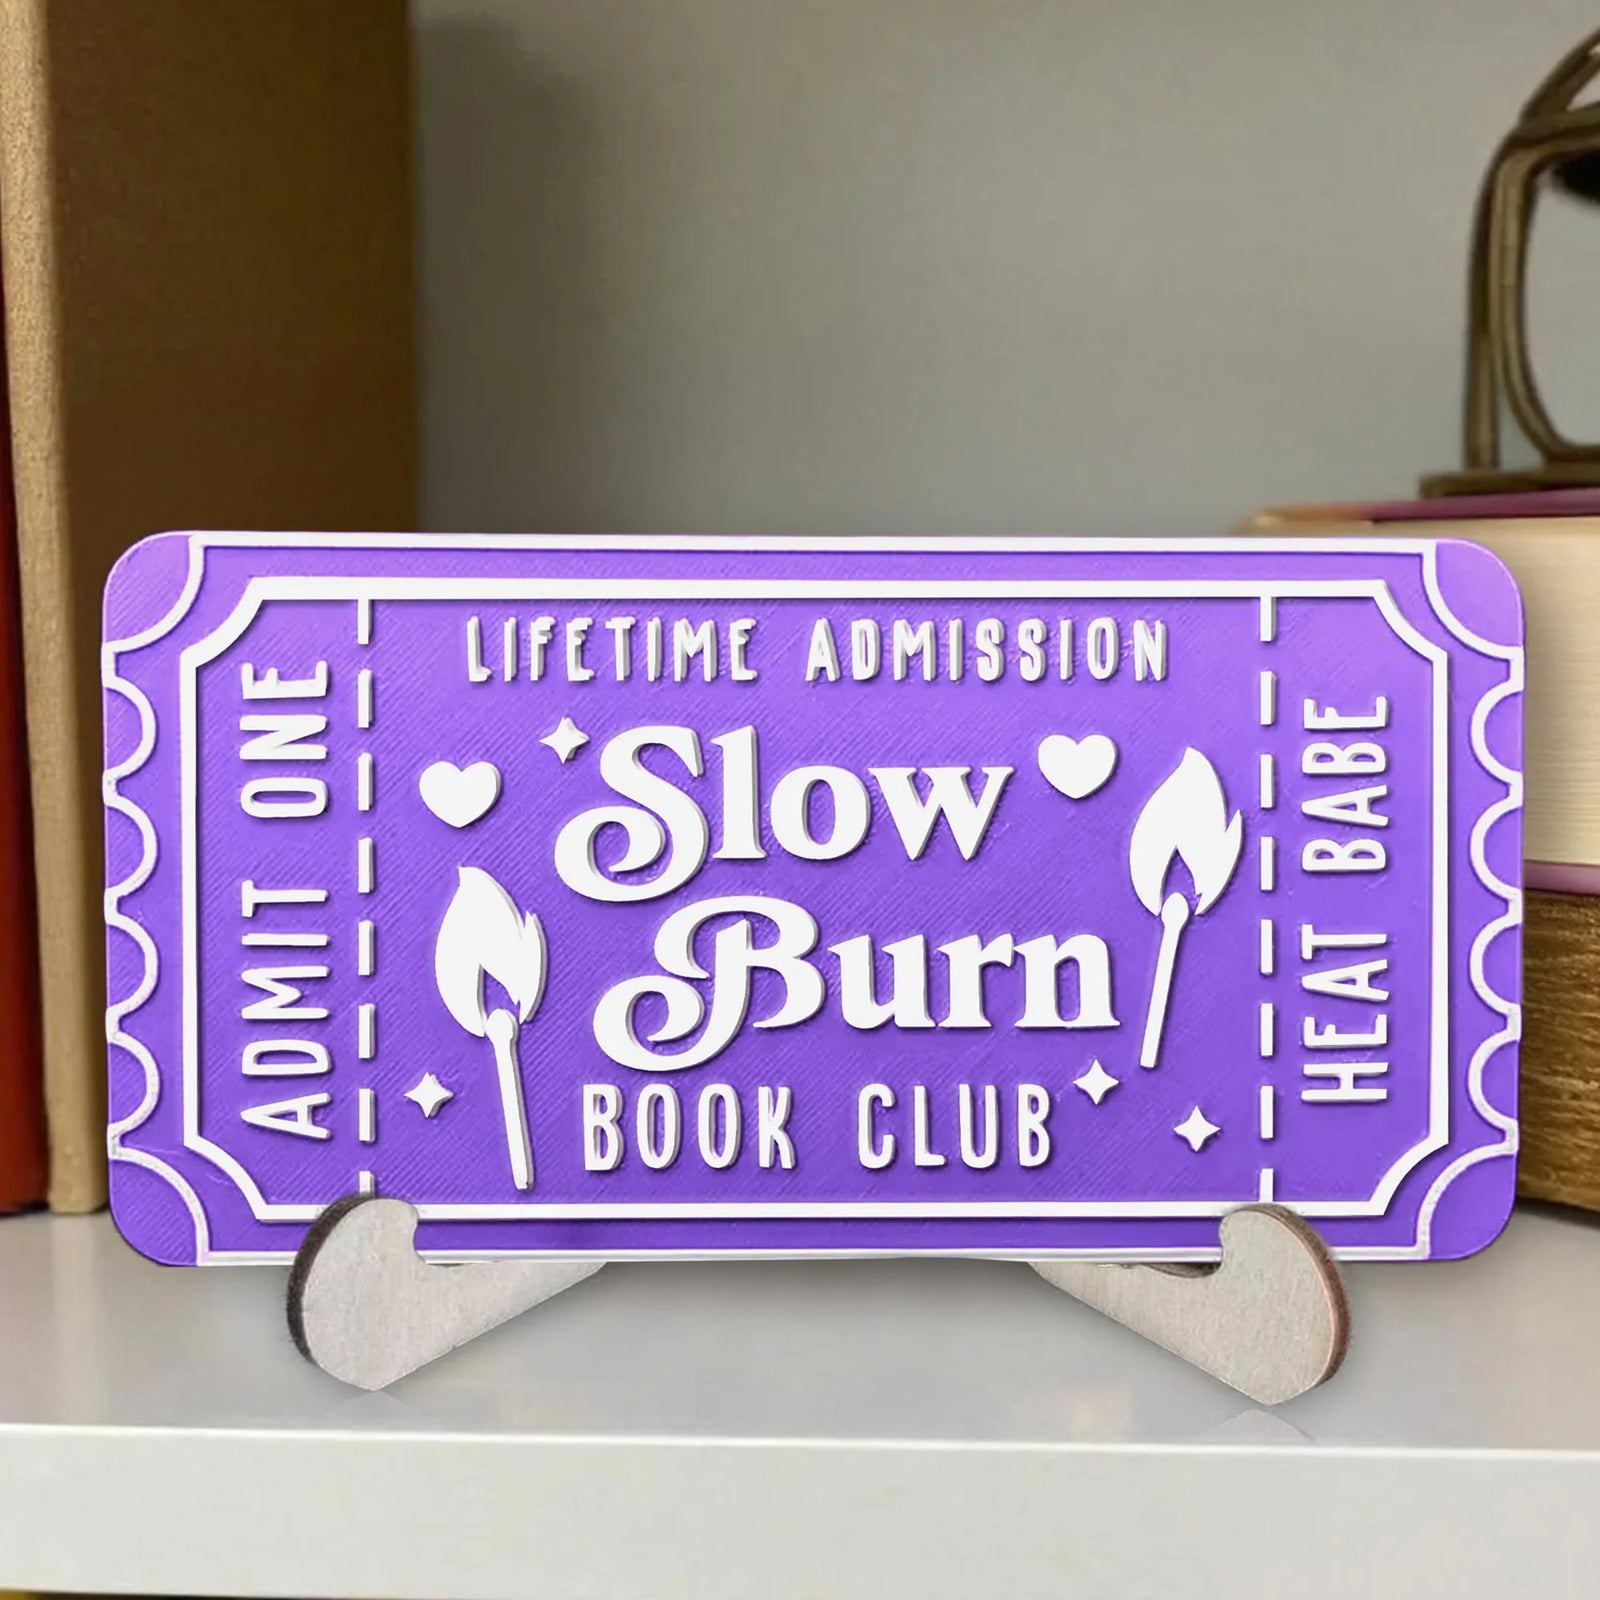 ADMIT ONE
LIFETIME ADMISSION
Slow
Burn
BOOK CLUB
HEAT BABE